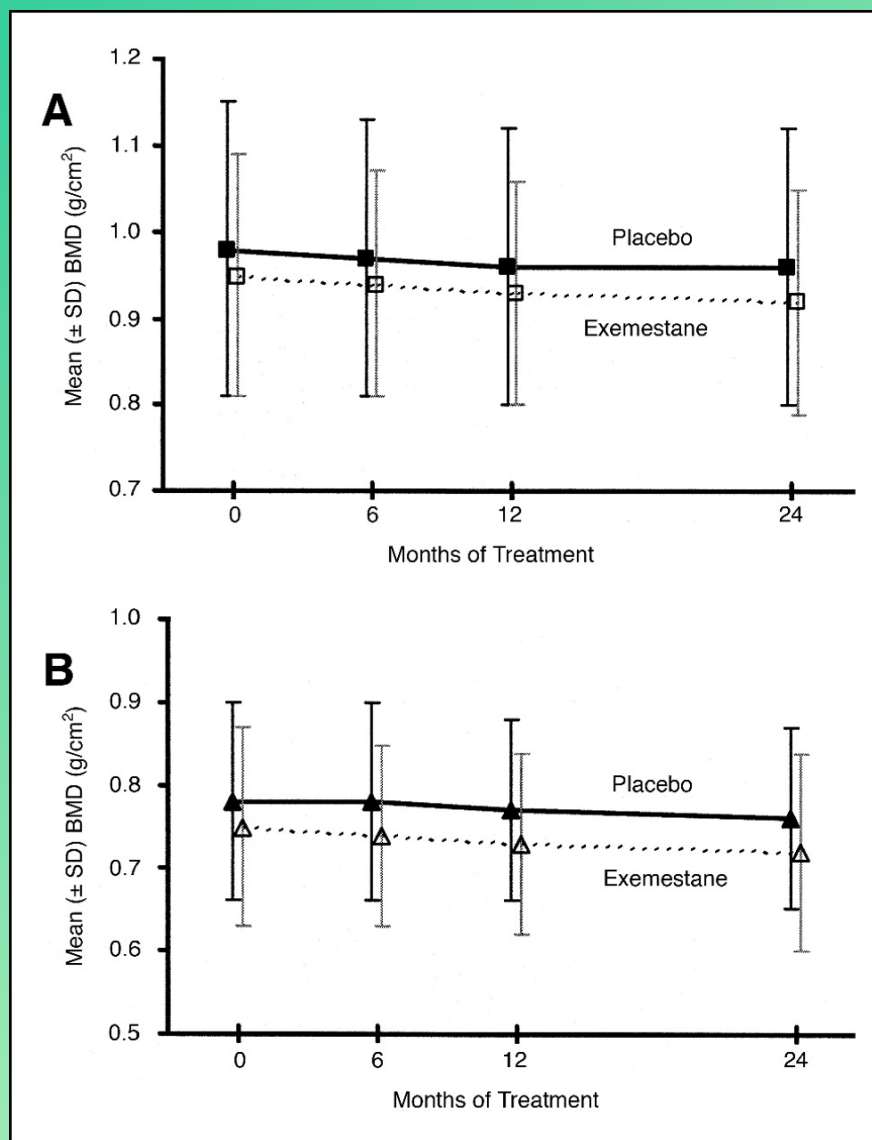 A
Mean (± SD) BMD (g/cm²)
1.2
1.1
1.0
0.9
0.8
0.7
Placebo
Exemestane
0 6 12 24
Months of Treatment
B
Mean (± SD) BMD (g/cm²)
1.0
0.9
0.8
0.7
0.6
0.5
Placebo
Exemestane
0 6 12 24
Months of Treatment